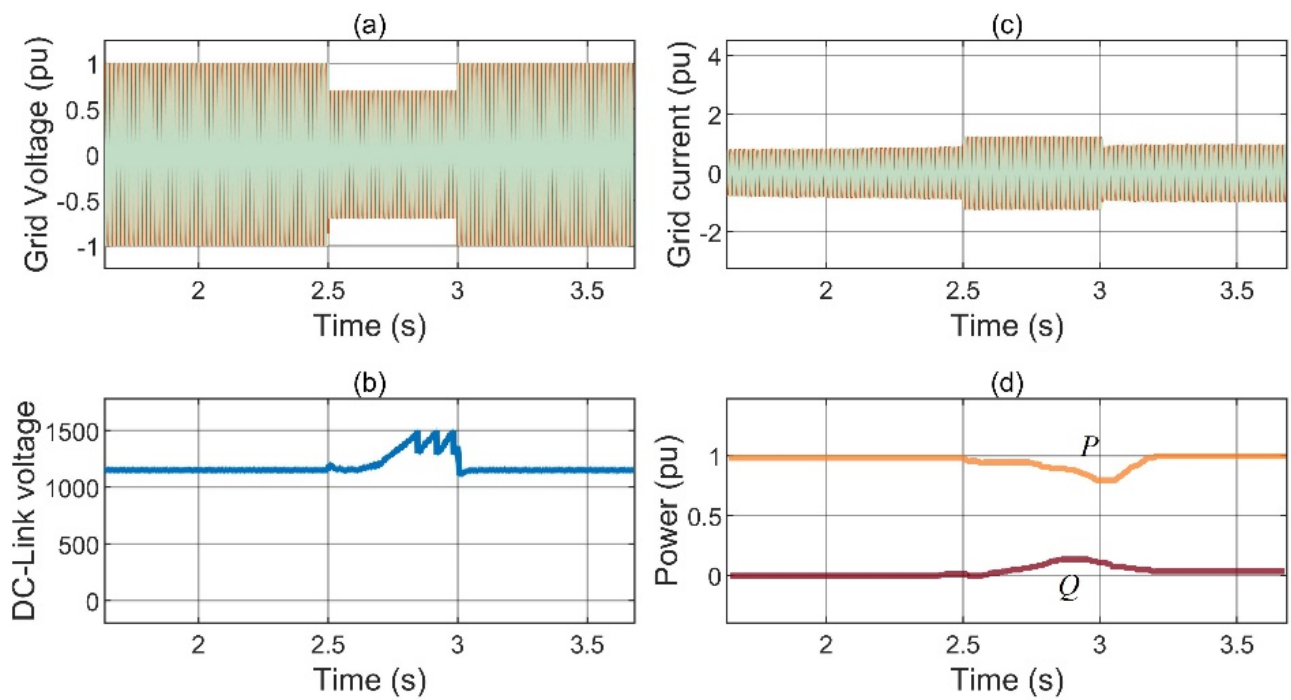 (a)
Grid Voltage (pu)
1
0.5
0
-0.5
-1
2
2.5
3
3.5
Time (s)
(c)
Grid current (pu)
4
2
0
-2
2
2.5
3
3.5
Time (s)
(b)
DC-Link voltage
1500
1000
500
0
2
2.5
3
3.5
Time (s)
(d)
Power (pu)
1
0.5
0
P
Q
2
2.5
3
3.5
Time (s)